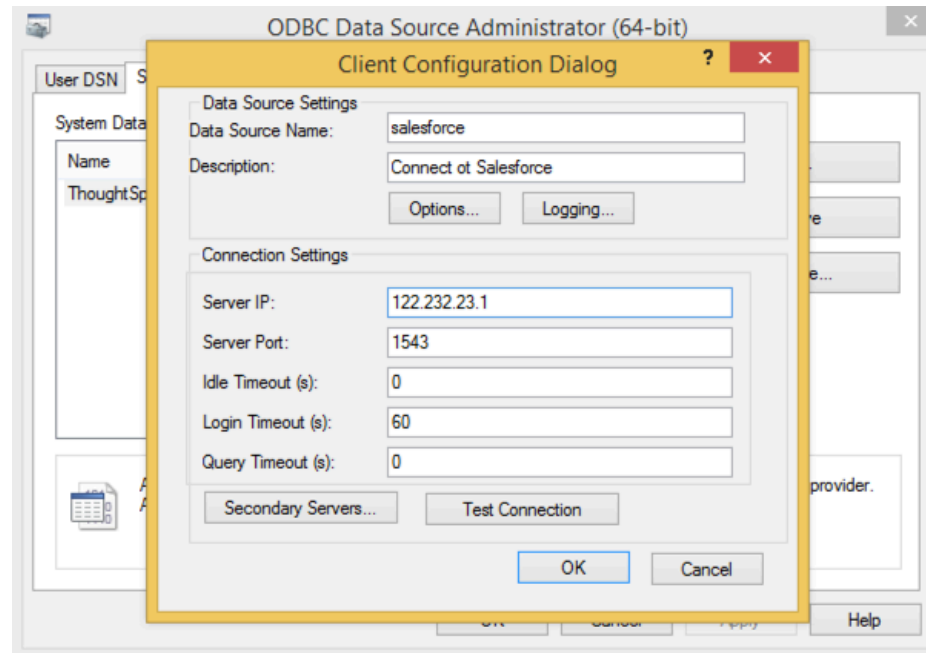 ODBC Data Source Administrator (64-bit)
Client Configuration Dialog ?
User DSN
System Data
Name
ThoughtSp
Data Source Settings
Data Source Name: salesforce
Description: Connect ot Salesforce
Options... Logging...
Connection Settings
Server IP: 122.232.23.1
Server Port: 1543
Idle Timeout (s): 0
Login Timeout (s): 60
Query Timeout (s): 0
Secondary Servers... Test Connection
provider.
OK Cancel
Help